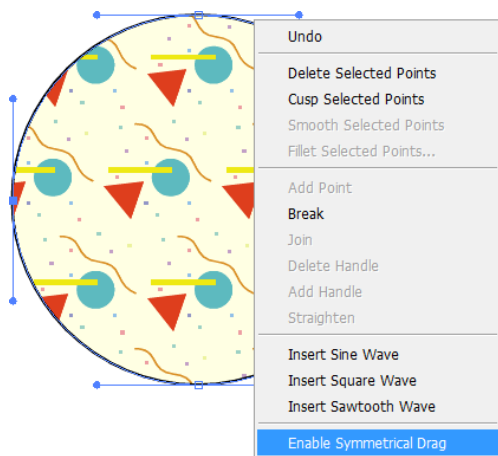 Undo
Delete Selected Points
Cusp Selected Points
Smooth Selected Points
Fillet Selected Points...
Add Point
Break
Join
Delete Handle
Add Handle
Straighten
Insert Sine Wave
Insert Square Wave
Insert Sawtooth Wave
Enable Symmetrical Drag